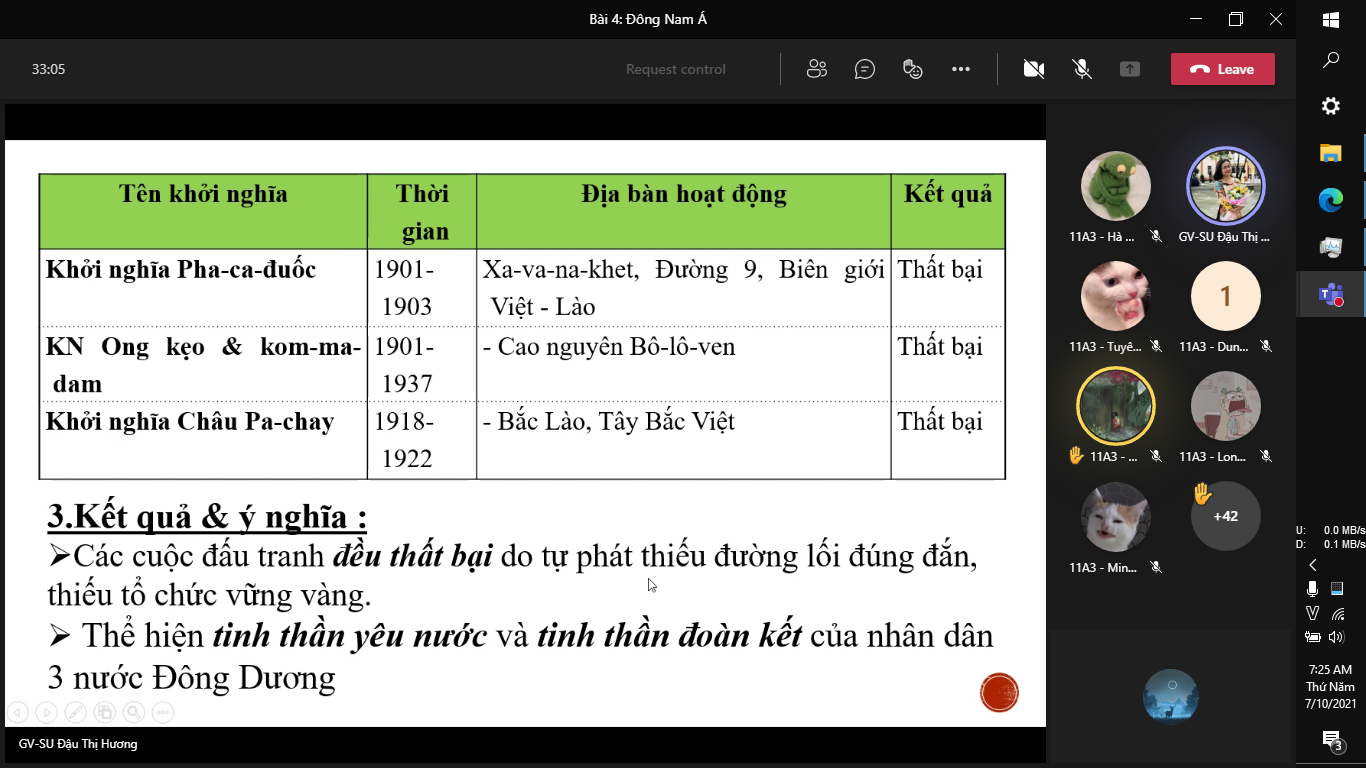 Bài 4: Đông Nam Á
33:05
Request control
Leave
Tên khởi nghĩa
Thời gian
Địa bàn hoạt động
Kết quả
Khởi nghĩa Pha-ca-đuốc
1901-
1903
Xa-va-na-khet, Đường 9, Biên giới
Việt - Lào
Thất bại
KN Ong kẹo & kom-ma-
dam
1901-
1937
- Cao nguyên Bô-lô-ven
Thất bại
Khởi nghĩa Châu Pa-chay
1918-
1922
- Bắc Lào, Tây Bắc Việt
Thất bại
3.Kết quả & ý nghĩa :
➢Các cuộc đấu tranh đều thất bại do tự phát thiếu đường lối đúng đắn,
thiếu tổ chức vững vàng.
➢ Thể hiện tinh thần yêu nước và tinh thần đoàn kết của nhân dân
3 nước Đông Dương
GV-SU Đậu Thị Hương
11A3 - Hà ...
GV-SU Đậu Thị ...
1
11A3 - Tuyê...
11A3 - Dun...
11A3 - ...
11A3 - Lon...
+42
11A3 - Min...
U: 0.0 MB/s
D: 0.1 MB/s
7:25 AM
Thứ Năm
7/10/2021
3